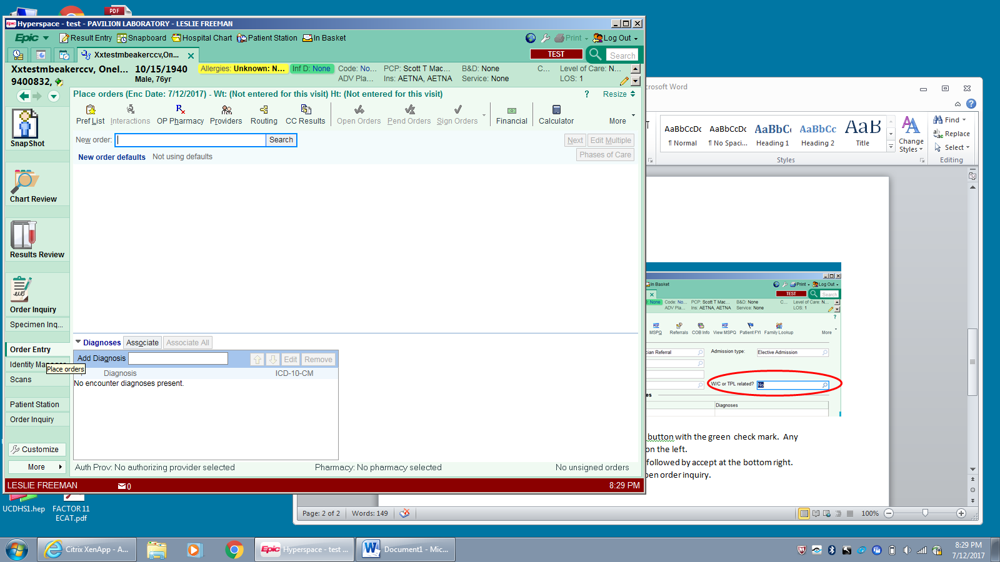 PDF
Epic Hyperspace - test - PAVILION LABORATORY - LESLIE FREEMAN
Epic Result Entry Snapboard Hospital Chart Patient Station In Basket Print Log Out
Xxtestmbeakerccv,On... TEST Search
Xxtestmbeakerccv, Onel... 10/15/1940 Allergies: Unknown: N... Inf D: None Code: No... PCP: Scott T Mac... B&D: None C... Level of Care: N...
9400832, Male, 76yr ADV Pla... Ins: AETNA, AETNA Service: None LOS: 1
Place orders (Enc Date: 7/12/2017) - Wt: (Not entered for this visit) Ht: (Not entered for this visit) ? Resize
Pref List Interactions OP Pharmacy Providers Routing CC Results Open Orders Pend Orders Sign Orders Financial Calculator More
New order: Search Next Edit Multiple
New order defaults Not using defaults Phases of Care
SnapShot
Chart Review
Results Review
Order Inquiry
Specimen Inq...
Order Entry
Identity Manager
Place orders
Scans
Patient Station
Order Inquiry
Customize
More
Diagnoses Associate Associate All
Add Diagnosis Edit Remove
Diagnosis ICD-10-CM
No encounter diagnoses present.
Auth Prov: No authorizing provider selected Pharmacy: No pharmacy selected No unsigned orders
LESLIE FREEMAN 0 8:29 PM
crosoft Word
AaBbCcDc AaBbCcDc AaBbC AaBbCc AaB
¶ Normal ¶ No Spaci... Heading 1 Heading 2 Title
Change Styles
Styles
Find
Replace
Select
Editing
In Basket Print Log Out
TEST Search
D: None Code: No... PCP: Scott T Mac... B&D: None C... Level of Care: N...
ADV Pla... Ins: AETNA, AETNA Service: None LOS: 1
?
MSPQ Referrals COB Info View MSPQ Patient FYI Family Lookup More
cian Referral Admission type: Elective Admission
W/C or TPL related? No
es
Diagnoses
button with the green check mark. Any
on the left.
followed by accept at the bottom right.
pen order inquiry.
Page: 2 of 2 Words: 149 100%
UCDHS1.hep
FACTOR 11
ECAT.pdf
Citrix XenApp - A... Epic Hyperspace - test ... Document1 - Mic...
8:29 PM
7/12/2017